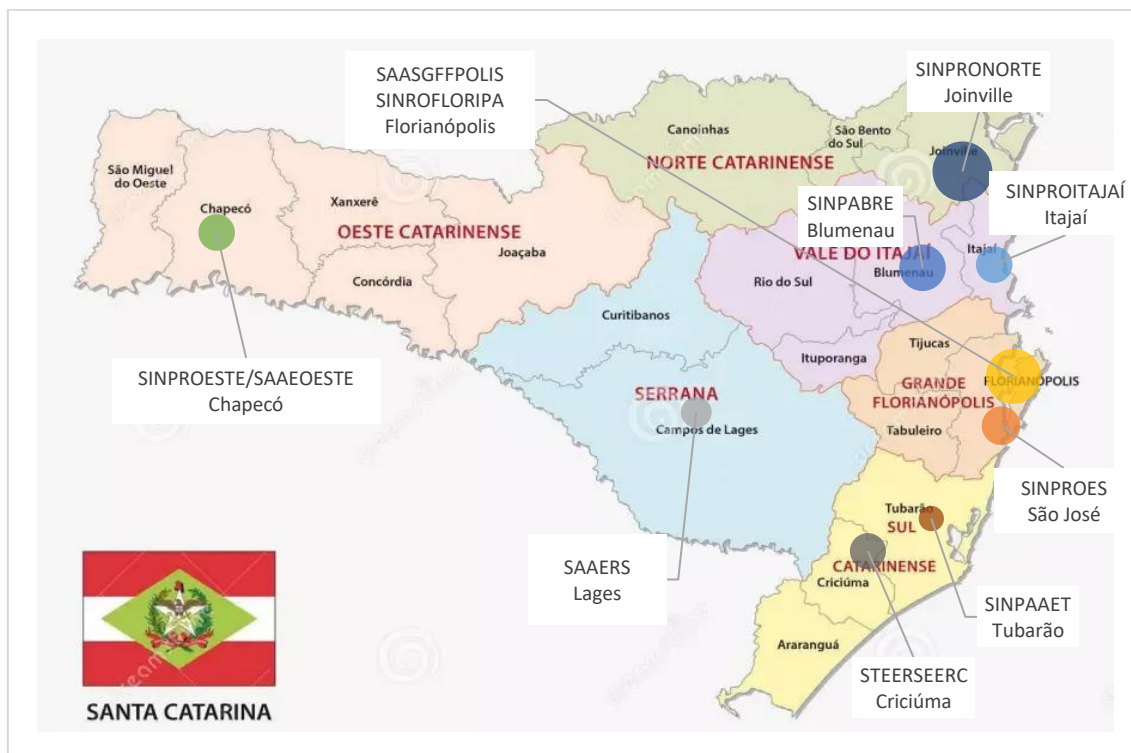 SAASGFFPOLIS
SINROFLORIPA
Florianópolis
SINPRONORTE
Joinville
Canoinhas
São Bento
do Sul
Joinville
NORTE CATARINENSE
São Miguel
do Oeste
Chapecó
Xanxerê
OESTE CATARINENSE
Joaçaba
Concórdia
SINPABRE
Blumenau
SINPROITAJAÍ
Itajaí
VALE DO ITAJAÍ
Itajaí
Blumenau
Rio do Sul
Curitibanos
Ituporanga
Tijucas
SINPROESTE/SAAEOESTE
Chapecó
SERRANA
Campos de Lages
GRANDE
FLORIANÓPOLIS
FLORIANÓPOLIS
Tabuleiro
SINPROES
São José
Tubarão
SUL
CATARINENSE
Criciúma
SAAERS
Lages
SINPAAET
Tubarão
Araranguá
STEERSEERC
Criciúma
SANTA CATARINA